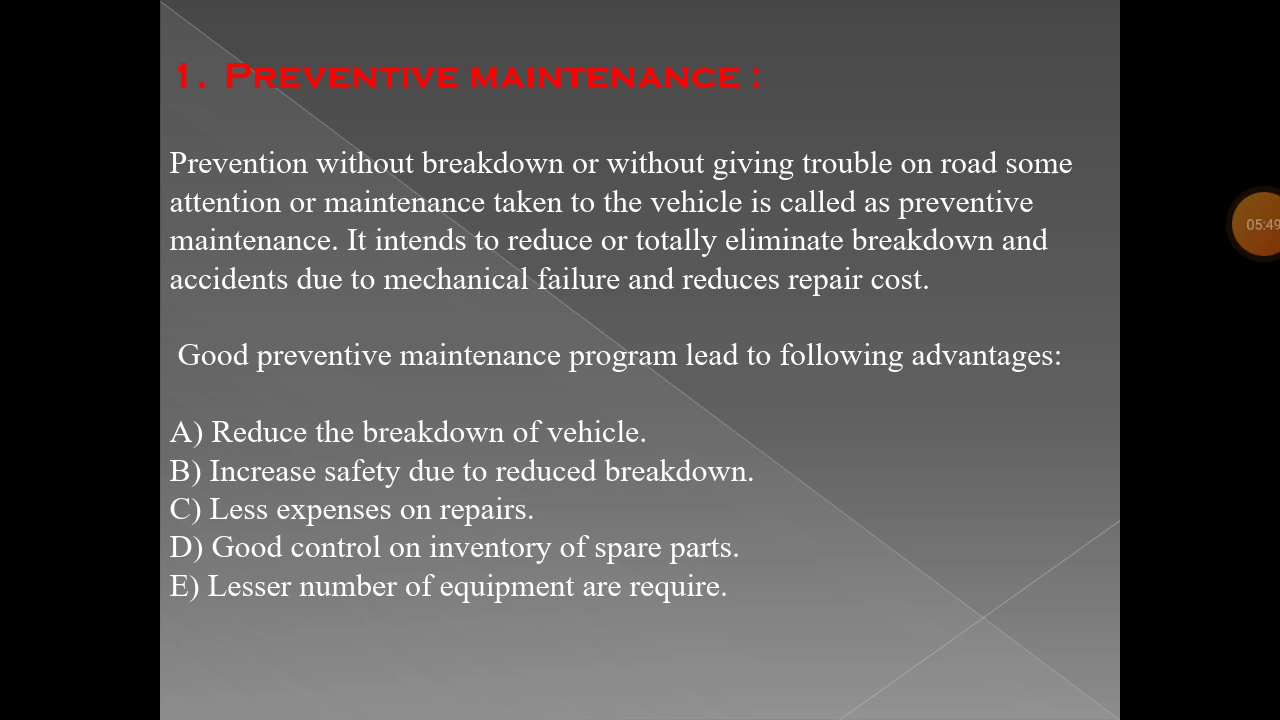 1. Preventive maintenance :
Prevention without breakdown or without giving trouble on road some
attention or maintenance taken to the vehicle is called as preventive
maintenance. It intends to reduce or totally eliminate breakdown and
accidents due to mechanical failure and reduces repair cost.
Good preventive maintenance program lead to following advantages:
A) Reduce the breakdown of vehicle.
B) Increase safety due to reduced breakdown.
C) Less expenses on repairs.
D) Good control on inventory of spare parts.
E) Lesser number of equipment are require.
05:49